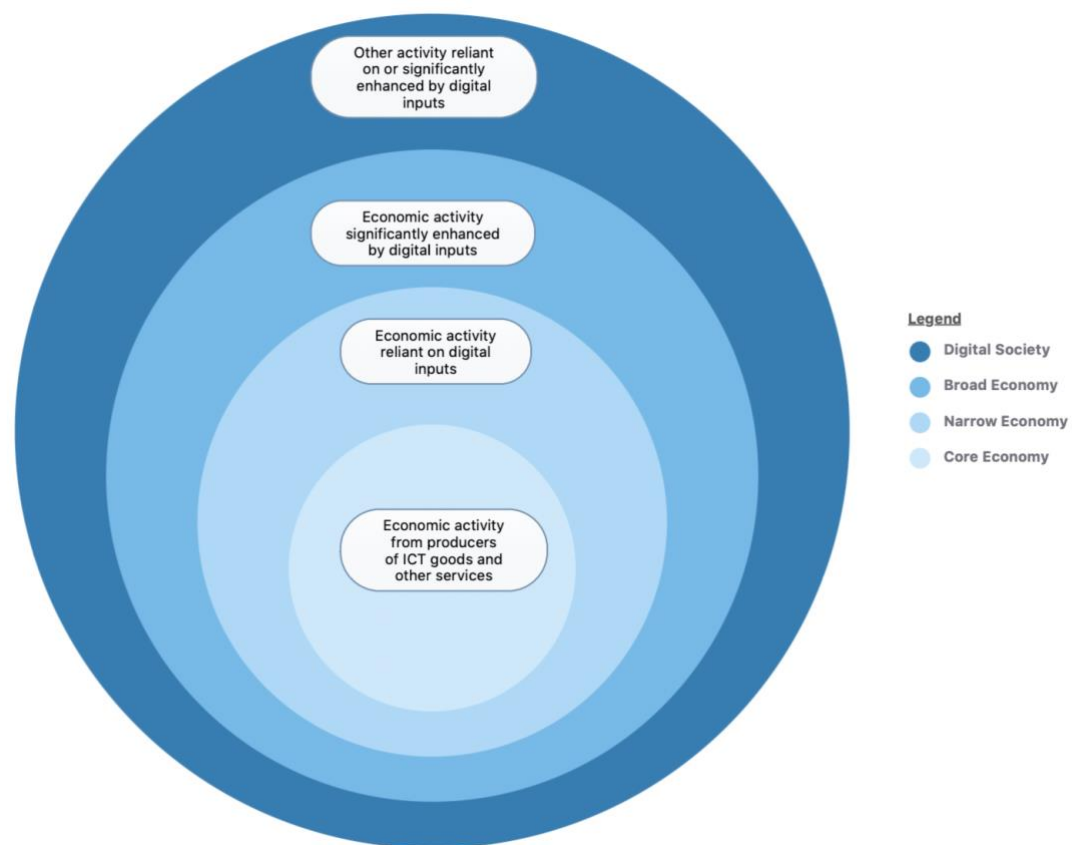 Other activity reliant
on or significantly
enhanced by digital
inputs
Economic activity
significantly enhanced
by digital inputs
Economic activity
reliant on digital
inputs
Economic activity
from producers
of ICT goods and
other services
Legend
Digital Society
Broad Economy
Narrow Economy
Core Economy